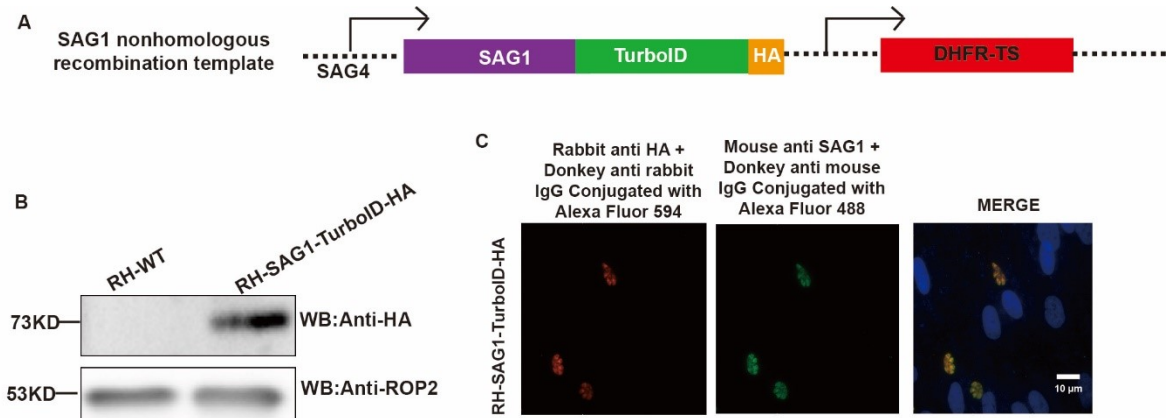 A
SAG1 nonhomologous
recombination template
SAG4
SAG1
TurboID
HA
DHFR-TS
B
RH-WT
RH-SAG1-TurboID-HA
73KD
WB:Anti-HA
53KD
WB:Anti-ROP2
C
Rabbit anti HA +
Donkey anti rabbit
IgG Conjugated with
Alexa Fluor 594
Mouse anti SAG1 +
Donkey anti mouse
IgG Conjugated with
Alexa Fluor 488
MERGE
RH-SAG1-TurboID-HA
10 µm